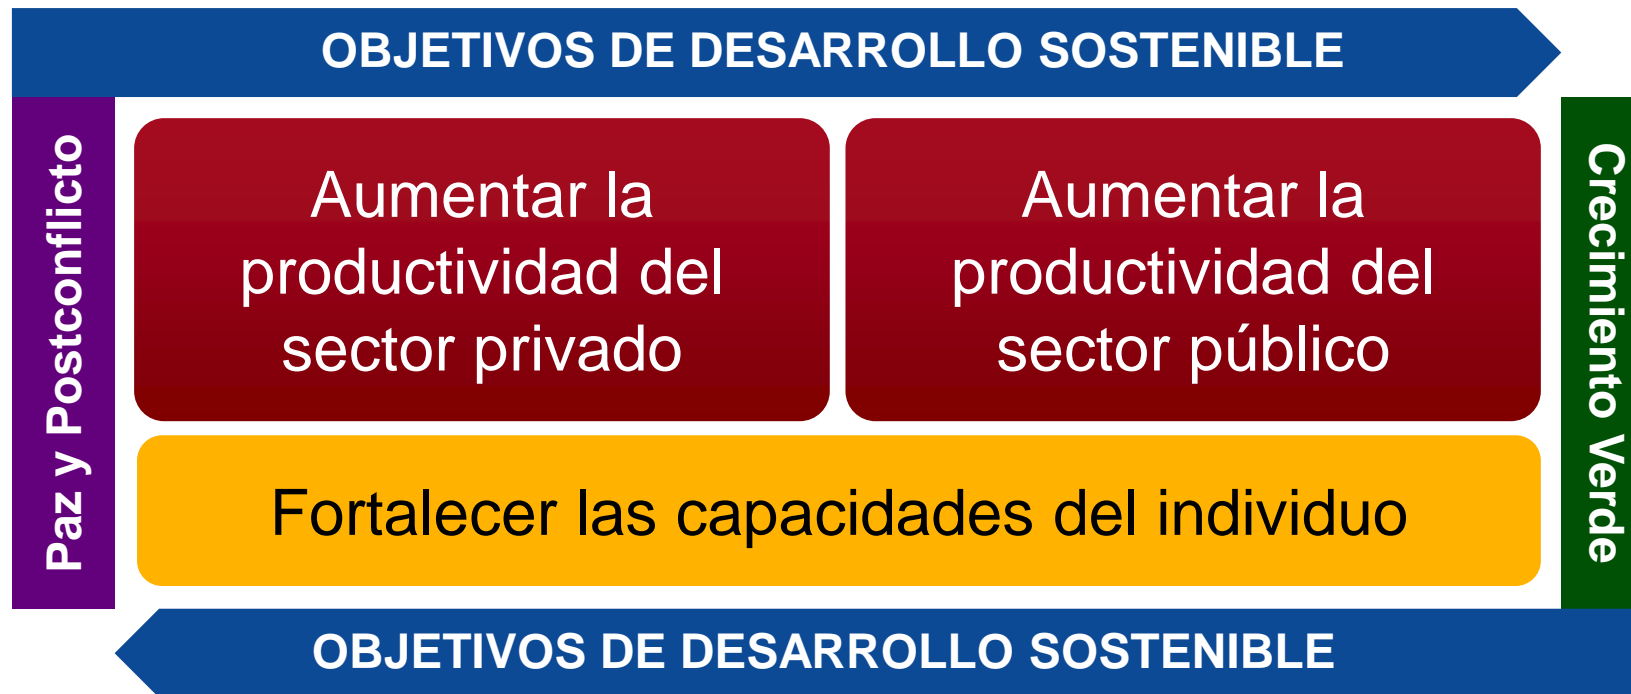 OBJETIVOS DE DESARROLLO SOSTENIBLE
Paz y Postconflicto
Aumentar la
productividad del
sector privado
Aumentar la
productividad del
sector público
Crecimiento Verde
Fortalecer las capacidades del individuo
OBJETIVOS DE DESARROLLO SOSTENIBLE